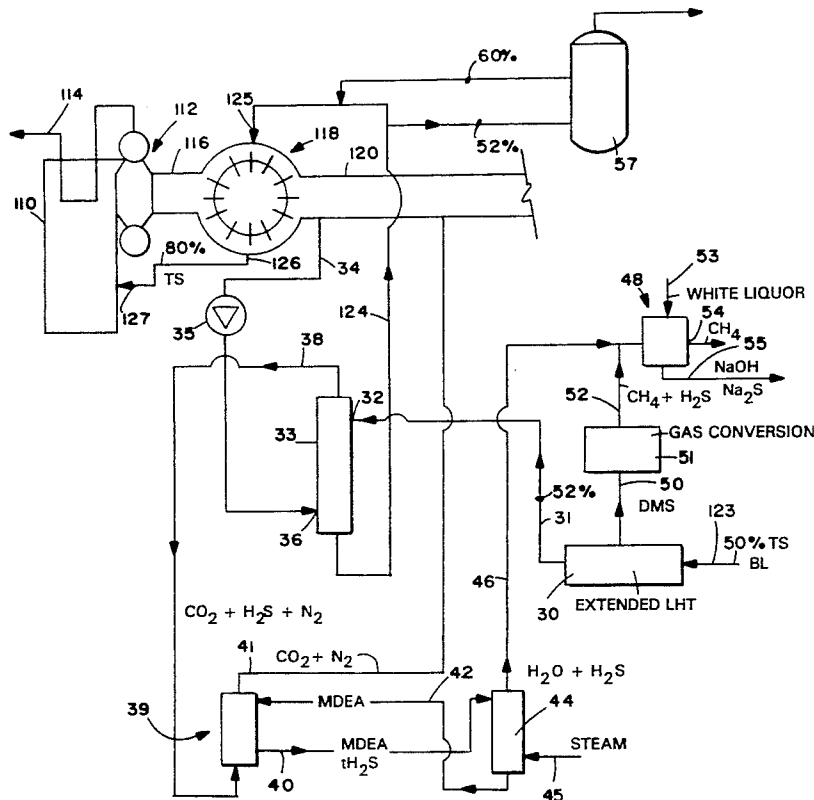 60%
114
112
125
118
116
120
52%
57
110
80%
TS
126
127
34
35
124
53
48
WHITE LIQUOR
54
CH4
55
NaOH
Na2S
38
32
52
CH4 + H2S
33
GAS CONVERSION
51
50
52%
DMS
123
36
31
50% TS
BL
46
30
EXTENDED LHT
CO2 + H2S + N2
41
CO2 + N2
42
H2O + H2S
39
MDEA
44
MDEA
tH2S
STEAM
40
45